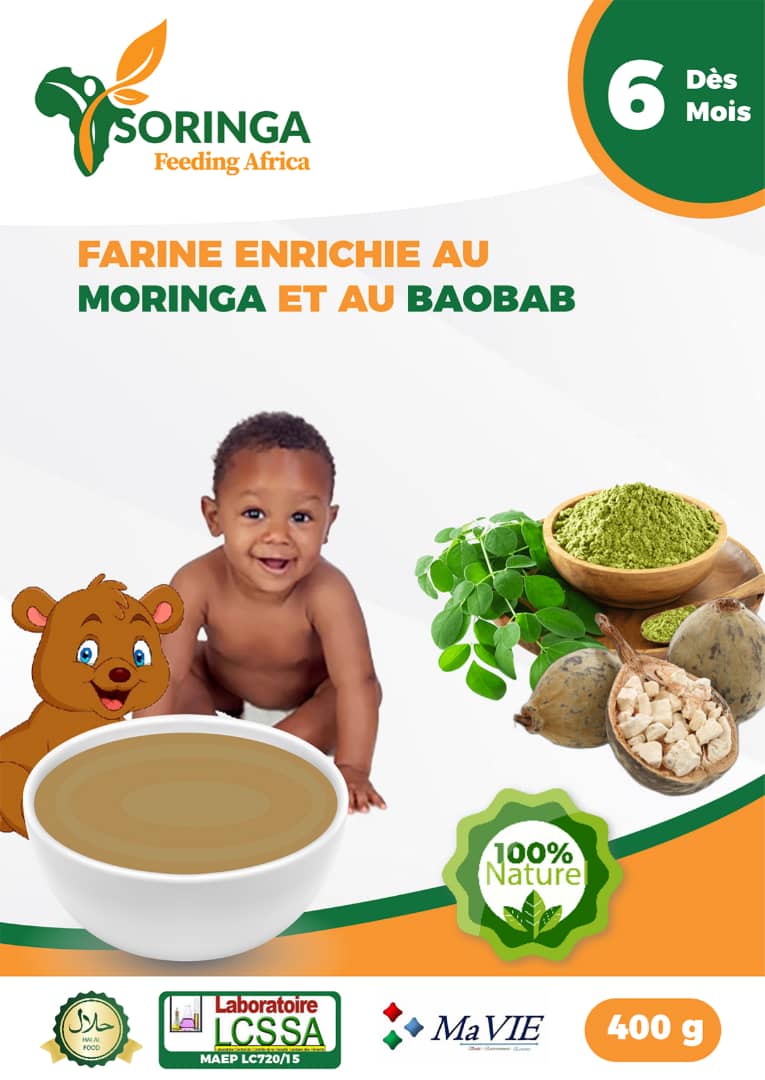 SORINGA
Feeding Africa
6 Dès
Mois
FARINE ENRICHIE AU
MORINGA ET AU BAOBAB
100%
Naturel
حلال
HALAL
FOOD
Laboratoire
LCSSA
MAEP LC720/15
MaVIE
400 g